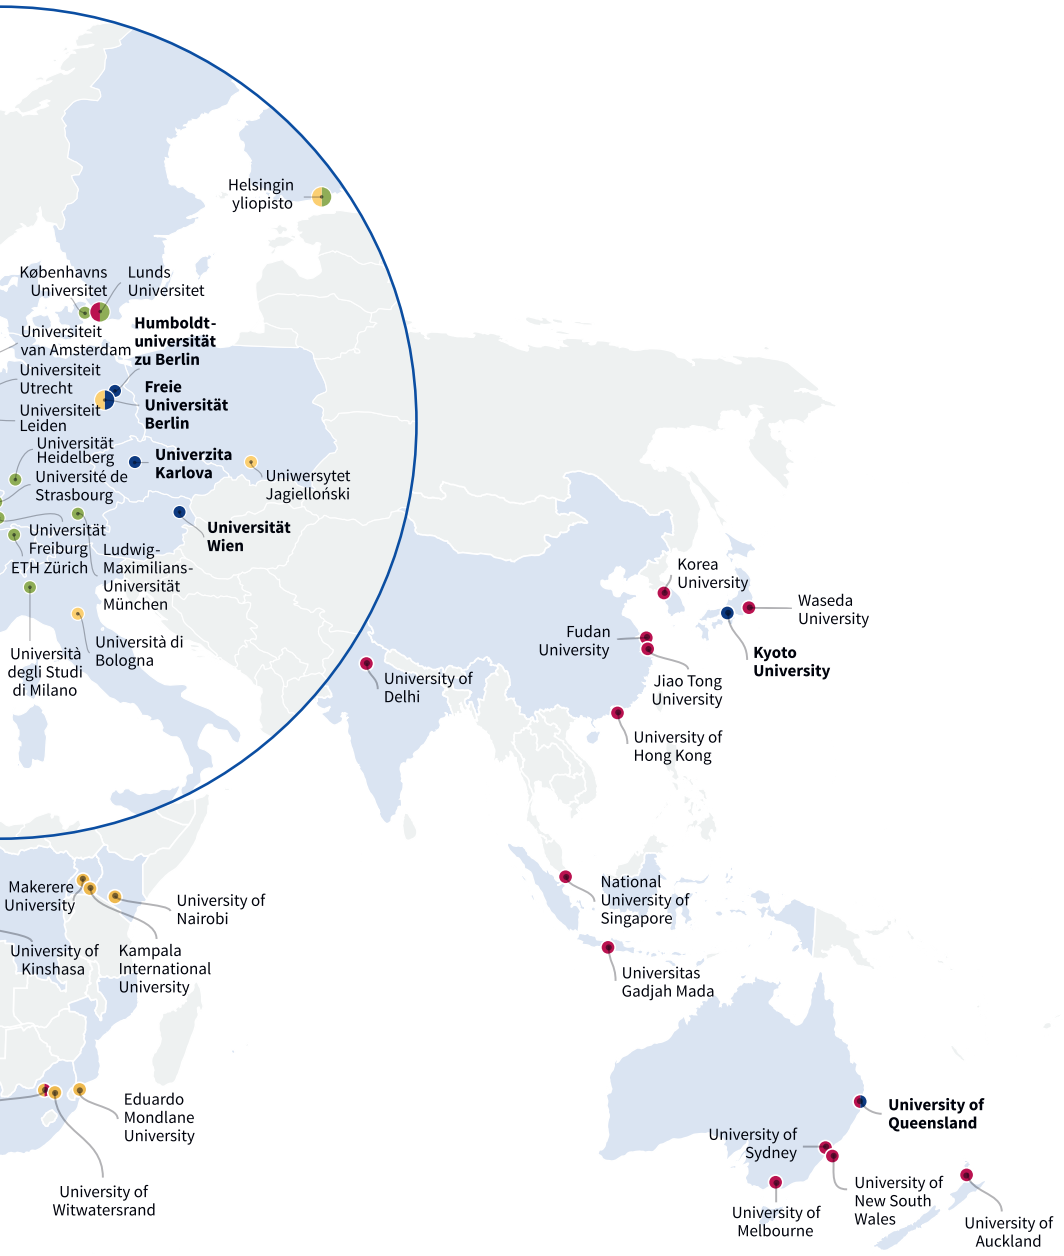 Helsingin
yliopisto
Københavns
Universitet
Lunds
Universitet
Universiteit
van Amsterdam
Humboldt-
universität
zu Berlin
Universiteit
Utrecht
Freie
Universität
Berlin
Universiteit
Leiden
Universität
Heidelberg
Univerzita
Karlova
Université de
Strasbourg
Uniwersytet
Jagielloński
Universität
Freiburg
Universität
Wien
ETH Zürich
Ludwig-
Maximilians-
Universität
München
Università di
Bologna
Università
degli Studi
di Milano
Korea
University
Waseda
University
Fudan
University
Kyoto
University
Jiao Tong
University
University of
Delhi
University of
Hong Kong
Makerere
University
University of
Nairobi
National
University of
Singapore
University of
Kinshasa
Kampala
International
University
Universitas
Gadjah Mada
Eduardo
Mondlane
University
University of
Queensland
University of
Sydney
University of
Witwatersrand
University of
New South
Wales
University of
Melbourne
University of
Auckland